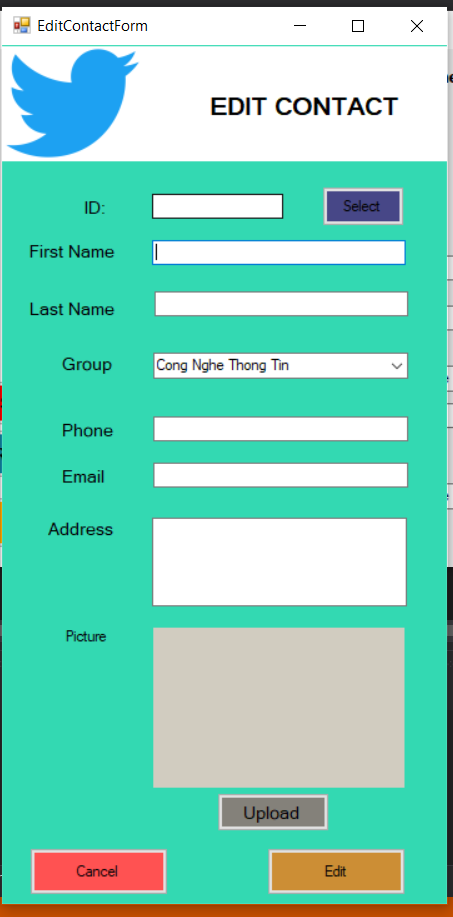 EditContactForm
EDIT CONTACT
ID:
Select
First Name
Last Name
Group
Cong Nghe Thong Tin
Phone
Email
Address
Picture
Upload
Cancel
Edit